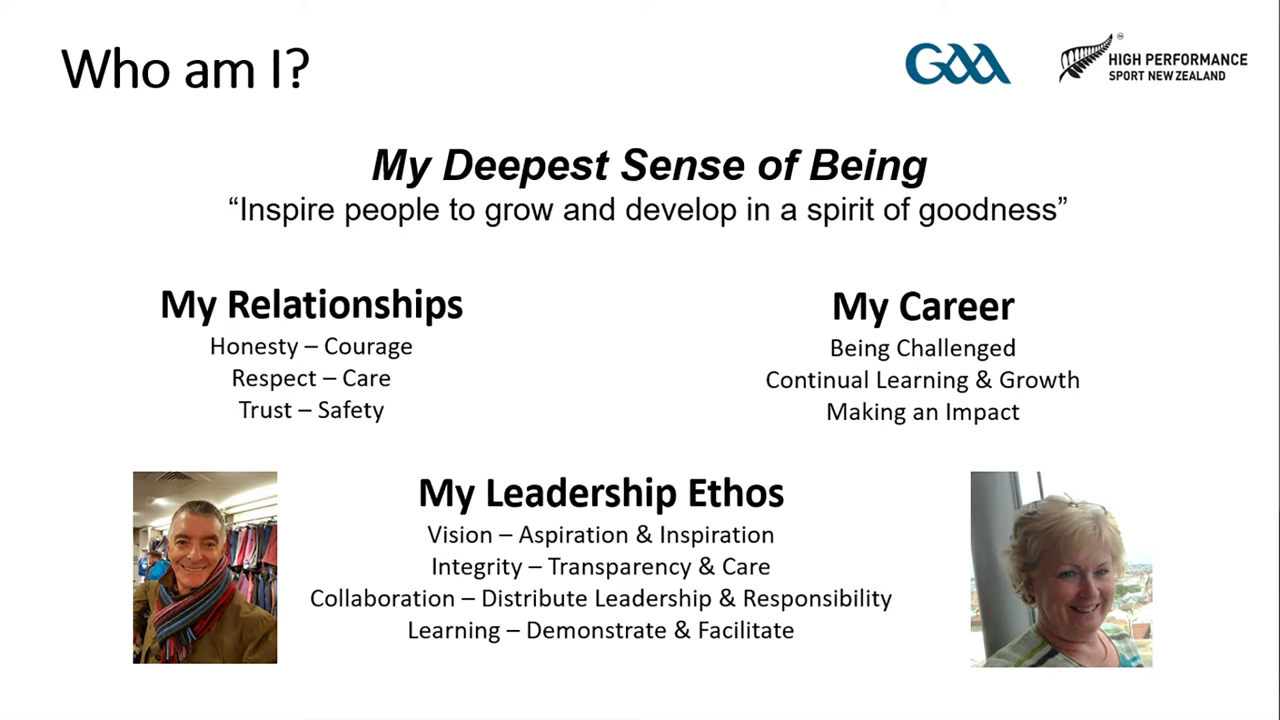 Who am I?
GAA
HIGH PERFORMANCE
SPORT NEW ZEALAND
My Deepest Sense of Being
“Inspire people to grow and develop in a spirit of goodness”
My Relationships
Honesty – Courage
Respect – Care
Trust – Safety
My Career
Being Challenged
Continual Learning & Growth
Making an Impact
My Leadership Ethos
Vision – Aspiration & Inspiration
Integrity – Transparency & Care
Collaboration – Distribute Leadership & Responsibility
Learning – Demonstrate & Facilitate